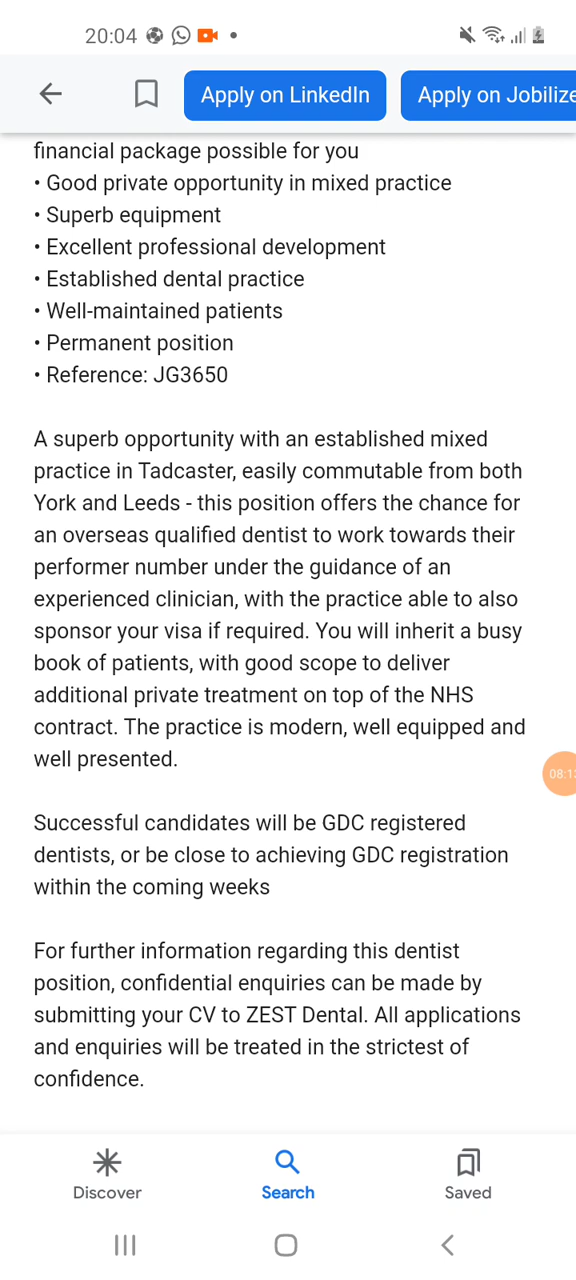 20:04
Apply on LinkedIn
Apply on Jobilize
financial package possible for you
• Good private opportunity in mixed practice
• Superb equipment
• Excellent professional development
• Established dental practice
• Well-maintained patients
• Permanent position
• Reference: JG3650
A superb opportunity with an established mixed
practice in Tadcaster, easily commutable from both
York and Leeds - this position offers the chance for
an overseas qualified dentist to work towards their
performer number under the guidance of an
experienced clinician, with the practice able to also
sponsor your visa if required. You will inherit a busy
book of patients, with good scope to deliver
additional private treatment on top of the NHS
contract. The practice is modern, well equipped and
well presented.
08:1
Successful candidates will be GDC registered
dentists, or be close to achieving GDC registration
within the coming weeks
For further information regarding this dentist
position, confidential enquiries can be made by
submitting your CV to ZEST Dental. All applications
and enquiries will be treated in the strictest of
confidence.
Discover
Search
Saved